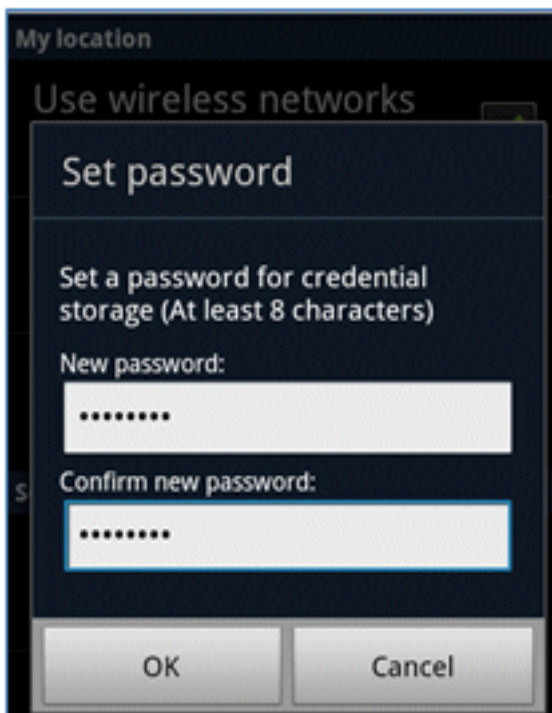 My location
Use wireless networks
Set password
Set a password for credential
storage (At least 8 characters)
New password:
••••••••
Confirm new password:
••••••••
OK
Cancel